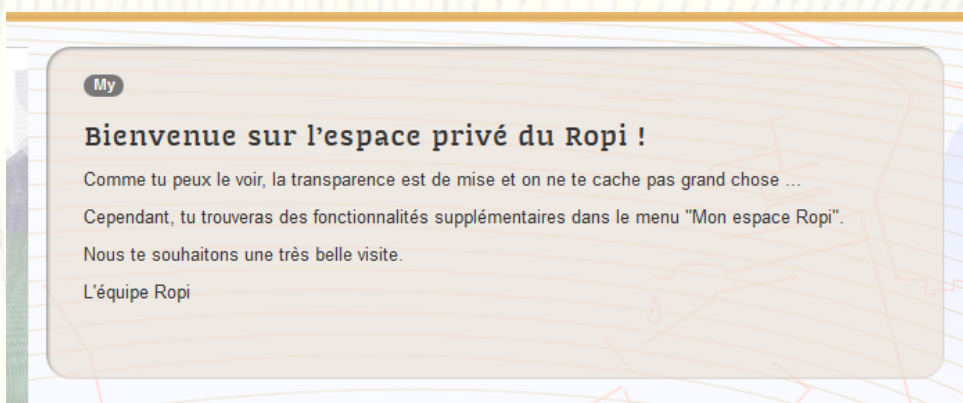 My
Bienvenue sur l'espace privé du Ropi !
Comme tu peux le voir, la transparence est de mise et on ne te cache pas grand chose ...
Cependant, tu trouveras des fonctionnalités supplémentaires dans le menu "Mon espace Ropi".
Nous te souhaitons une très belle visite.
L'équipe Ropi